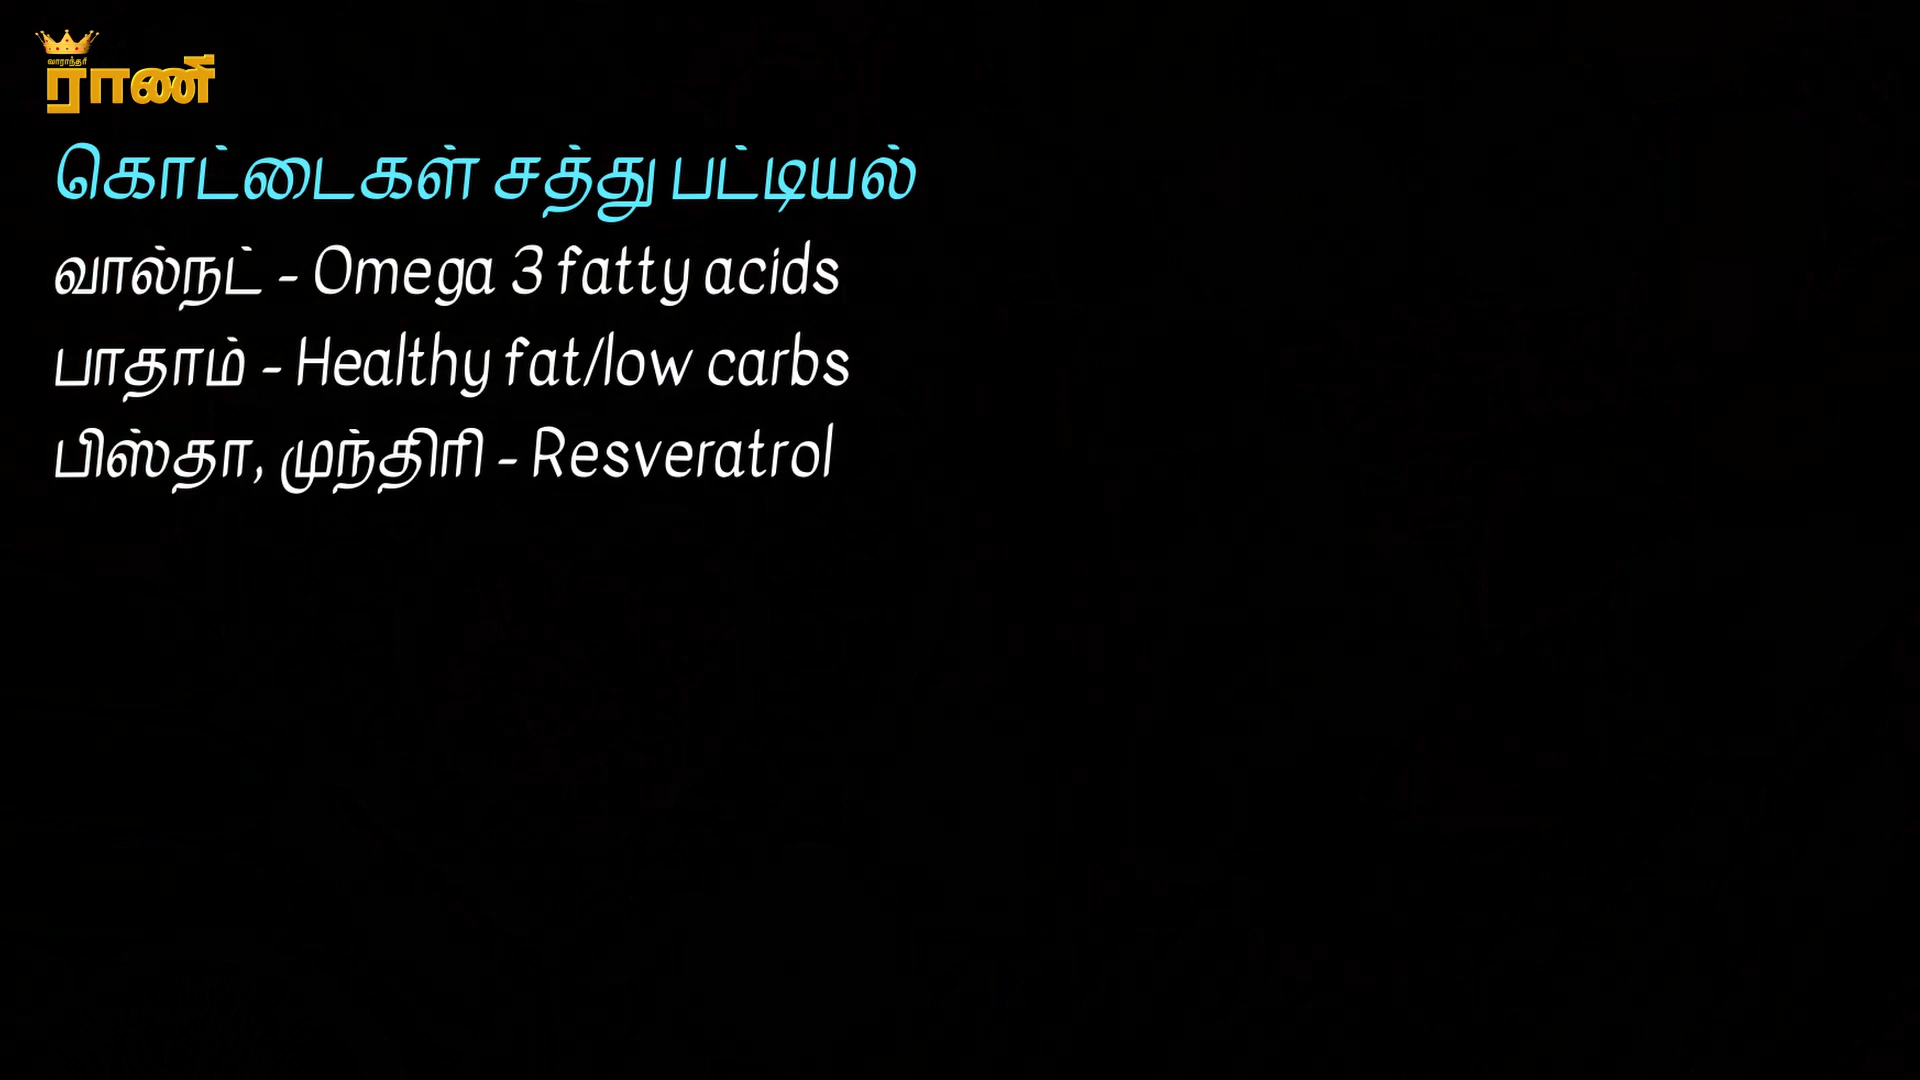 வாராந்தரி
ராணி
கொட்டைகள் சத்து பட்டியல்
வால்நட் - Omega 3 fatty acids
பாதாம் - Healthy fat/low carbs
பிஸ்தா, முந்திரி - Resveratrol